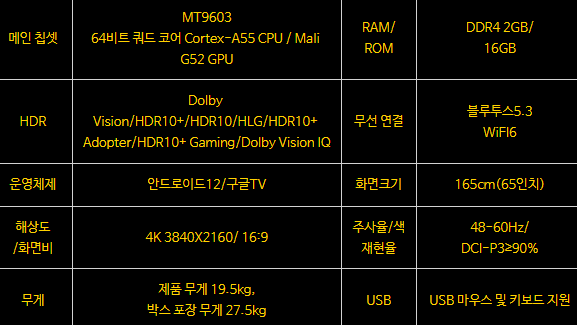 메인 칩셋
MT9603
64비트 쿼드 코어 Cortex-A55 CPU / Mali
G52 GPU
RAM/
ROM
DDR4 2GB/
16GB
HDR
Dolby
Vision/HDR10+/HDR10/HLG/HDR10+
Adopter/HDR10+ Gaming/Dolby Vision IQ
무선 연결
블루투스5.3
WiFI6
운영체제
안드로이드12/구글TV
화면크기
165cm(65인치)
해상도
/화면비
4K 3840X2160/ 16:9
주사율/색
재현율
48-60Hz/
DCI-P3≥90%
무게
제품 무게 19.5kg,
박스 포장 무게 27.5kg
USB
USB 마우스 및 키보드 지원